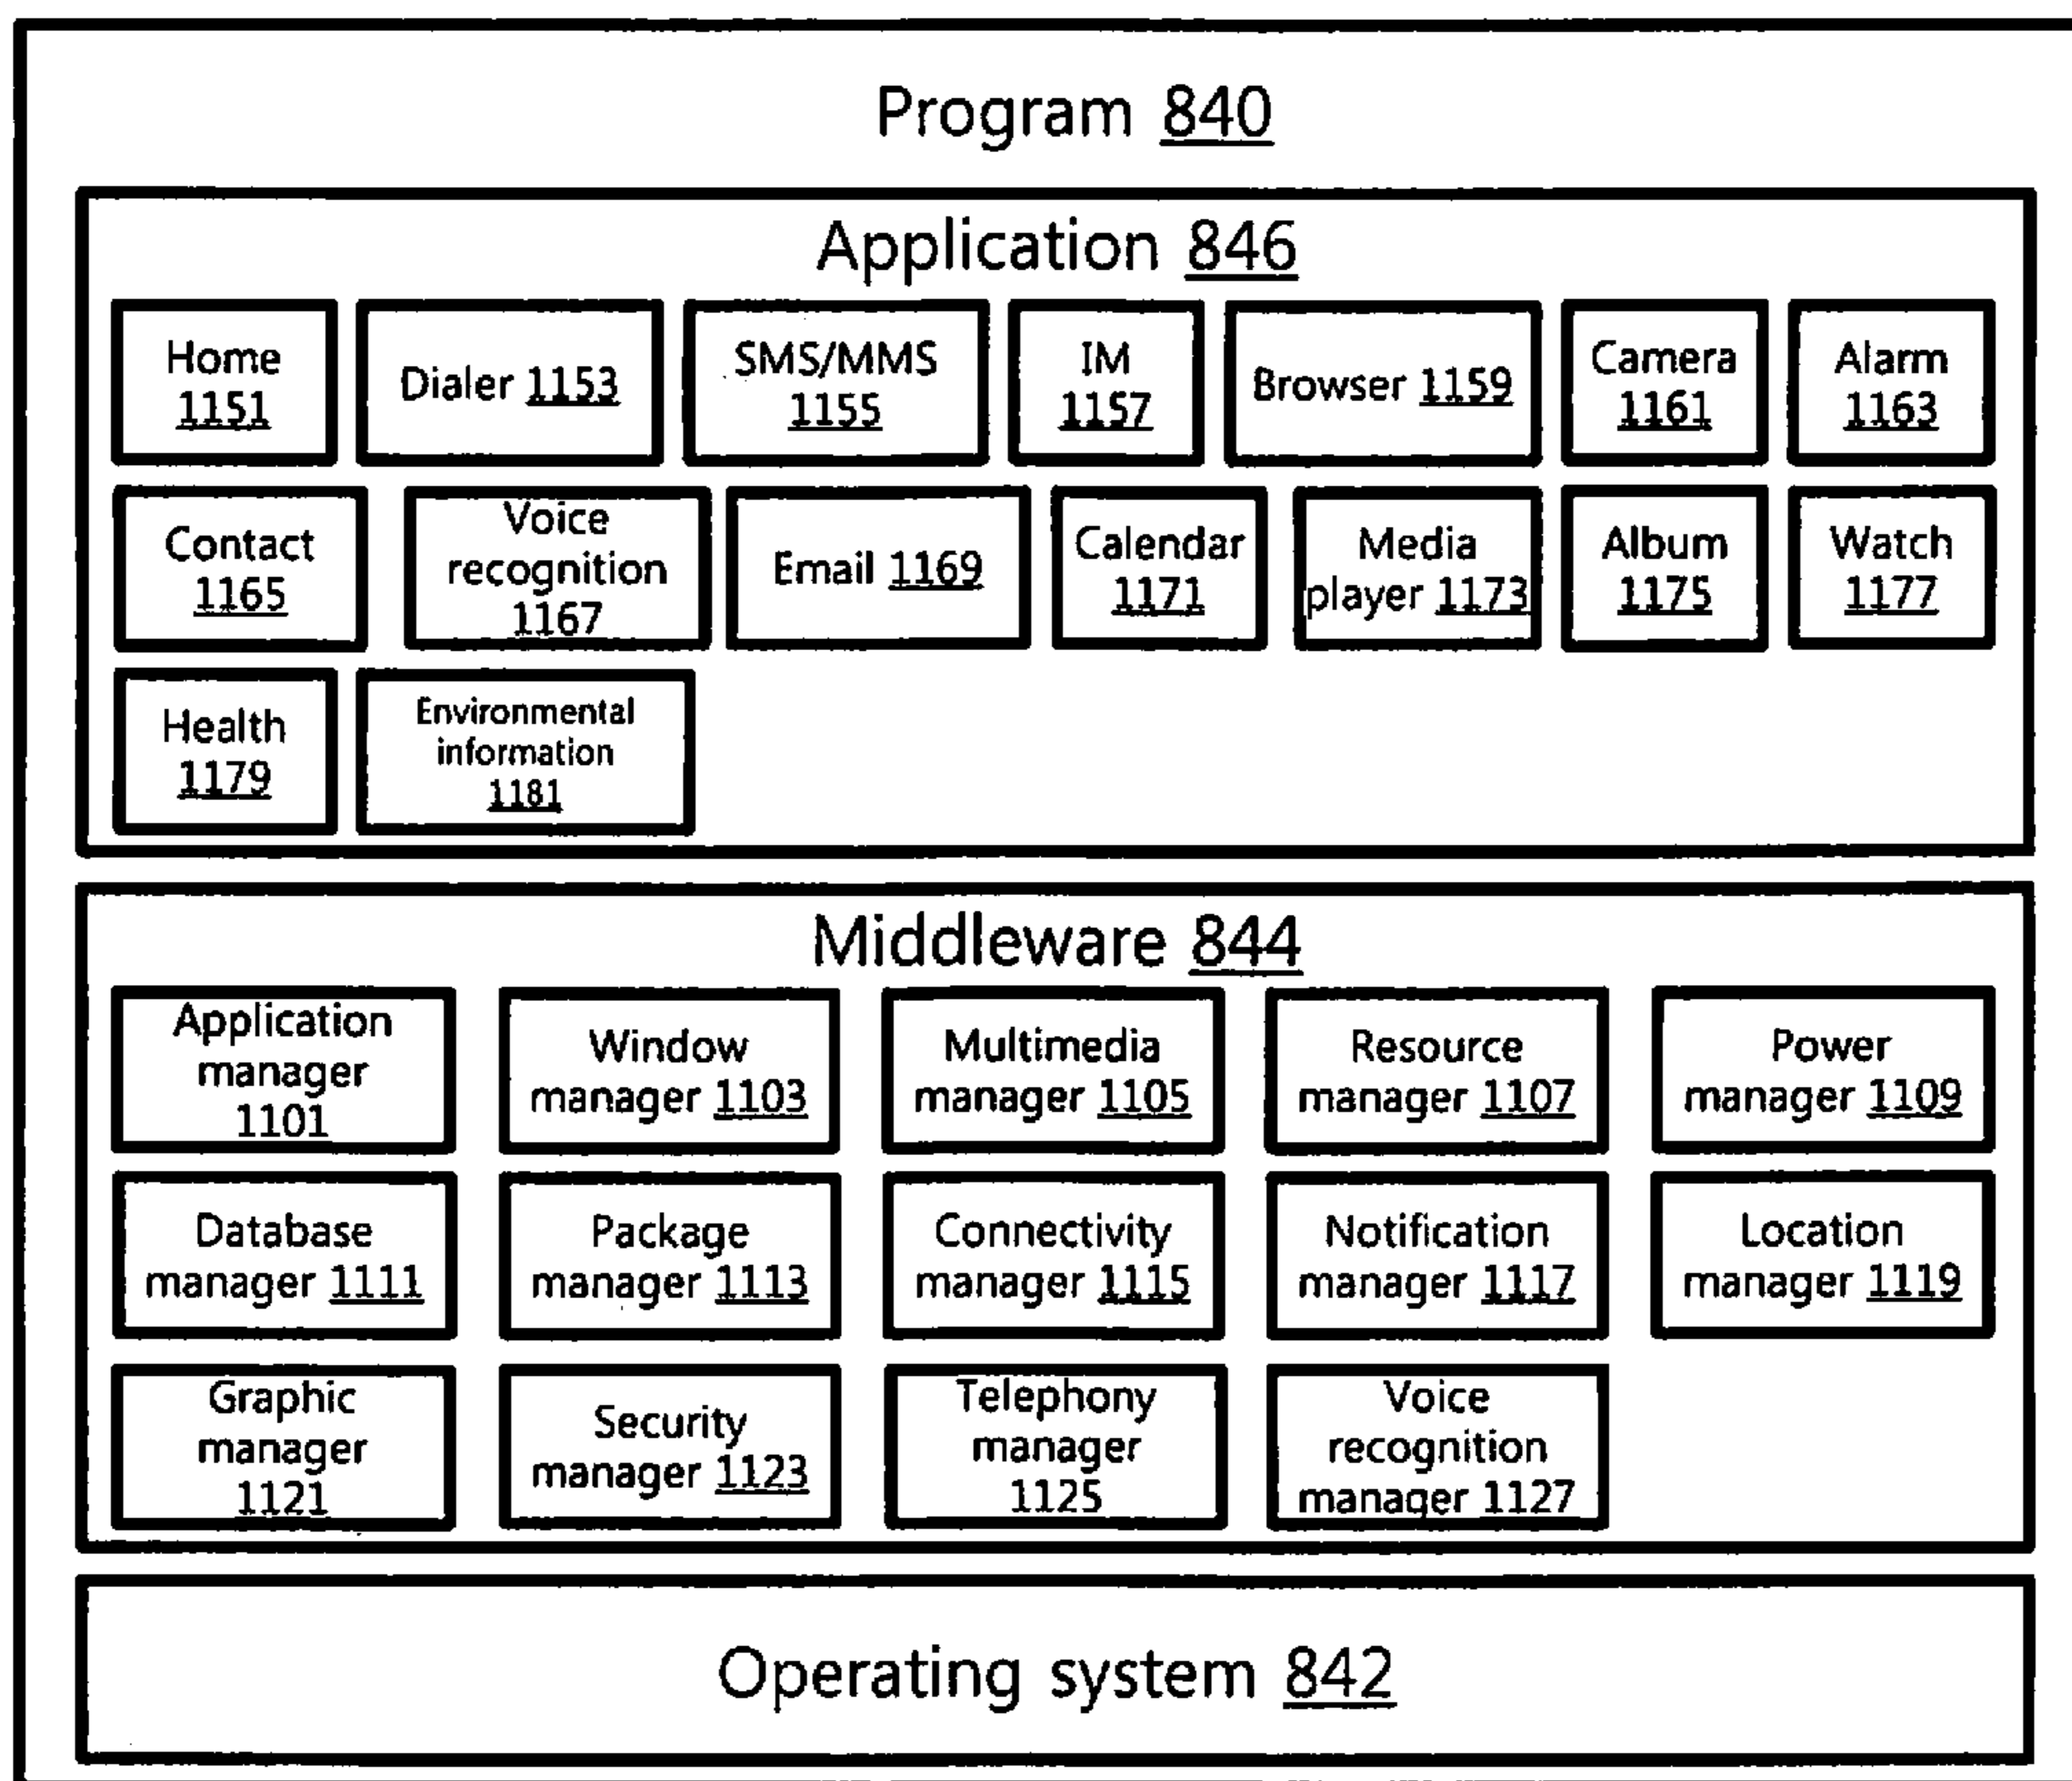 Program 840
Application 846
Home
1151
Dialer 1153
SMS/MMS
1155
IM
1157
Browser 1159
Camera
1161
Alarm
1163
Contact
1165
Voice
recognition
1167
Email 1169
Calendar
1171
Media
player 1173
Album
1175
Watch
1177
Health
1179
Environmental
information
1181
Middleware 844
Application
manager
1101
Window
manager 1103
Multimedia
manager 1105
Resource
manager 1107
Power
manager 1109
Database
manager 1111
Package
manager 1113
Connectivity
manager 1115
Notification
manager 1117
Location
manager 1119
Graphic
manager
1121
Security
manager 1123
Telephony
manager
1125
Voice
recognition
manager 1127
Operating system 842